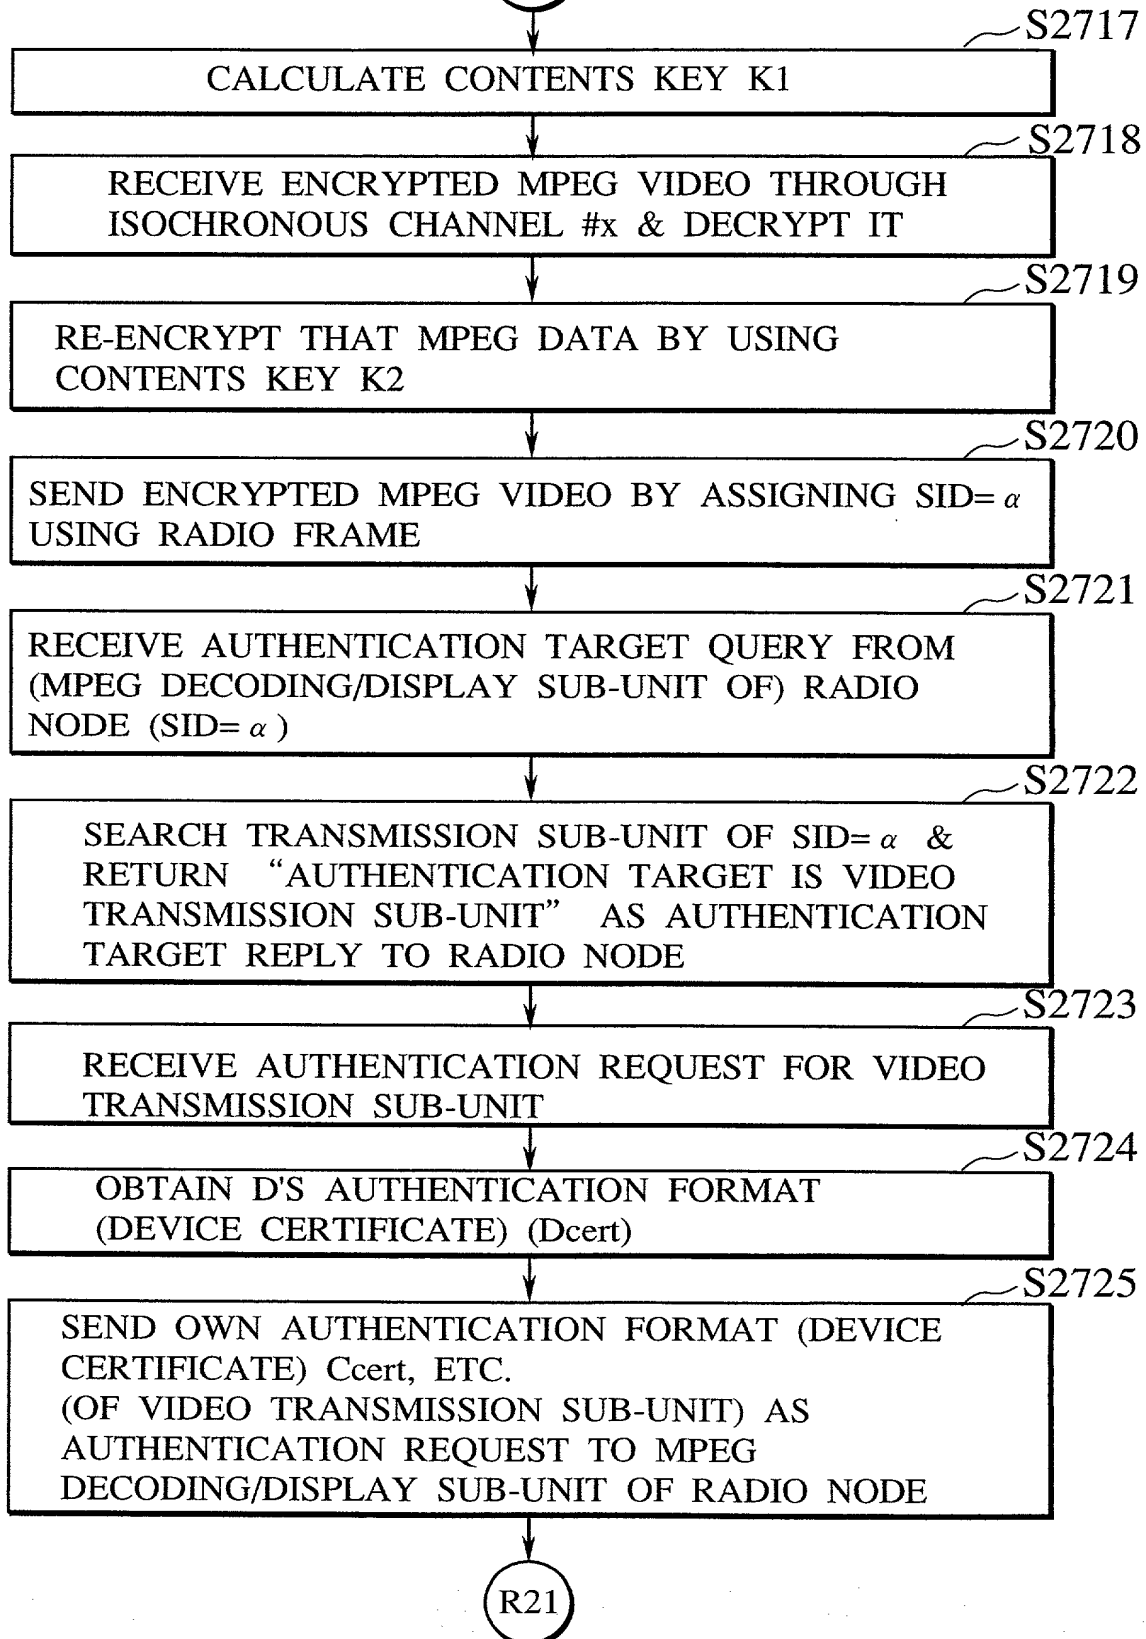 S2717
CALCULATE CONTENTS KEY K1
S2718
RECEIVE ENCRYPTED MPEG VIDEO THROUGH
ISOCHRONOUS CHANNEL #x & DECRYPT IT
S2719
RE-ENCRYPT THAT MPEG DATA BY USING
CONTENTS KEY K2
S2720
SEND ENCRYPTED MPEG VIDEO BY ASSIGNING SID= α
USING RADIO FRAME
S2721
RECEIVE AUTHENTICATION TARGET QUERY FROM
(MPEG DECODING/DISPLAY SUB-UNIT OF) RADIO
NODE (SID= α )
S2722
SEARCH TRANSMISSION SUB-UNIT OF SID= α &
RETURN “AUTHENTICATION TARGET IS VIDEO
TRANSMISSION SUB-UNIT” AS AUTHENTICATION
TARGET REPLY TO RADIO NODE
S2723
RECEIVE AUTHENTICATION REQUEST FOR VIDEO
TRANSMISSION SUB-UNIT
S2724
OBTAIN D'S AUTHENTICATION FORMAT
(DEVICE CERTIFICATE) (Dcert)
S2725
SEND OWN AUTHENTICATION FORMAT (DEVICE
CERTIFICATE) Ccert, ETC.
(OF VIDEO TRANSMISSION SUB-UNIT) AS
AUTHENTICATION REQUEST TO MPEG
DECODING/DISPLAY SUB-UNIT OF RADIO NODE
R21